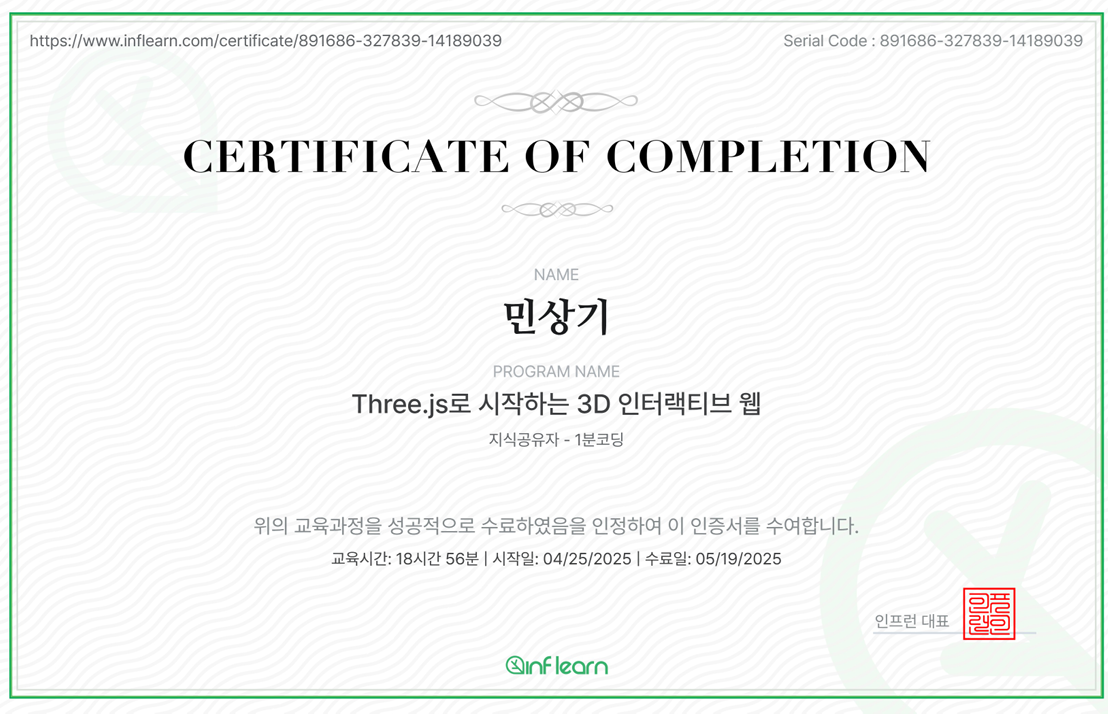 https://www.inflearn.com/certificate/891686-327839-14189039
Serial Code : 891686-327839-14189039
CERTIFICATE OF COMPLETION
NAME
민상기
PROGRAM NAME
Three.js로 시작하는 3D 인터랙티브 웹
지식공유자 - 1분코딩
위의 교육과정을 성공적으로 수료하였음을 인정하여 이 인증서를 수여합니다.
교육시간: 18시간 56분 | 시작일: 04/25/2025 | 수료일: 05/19/2025
인프런 대표
인프런인
inflearn